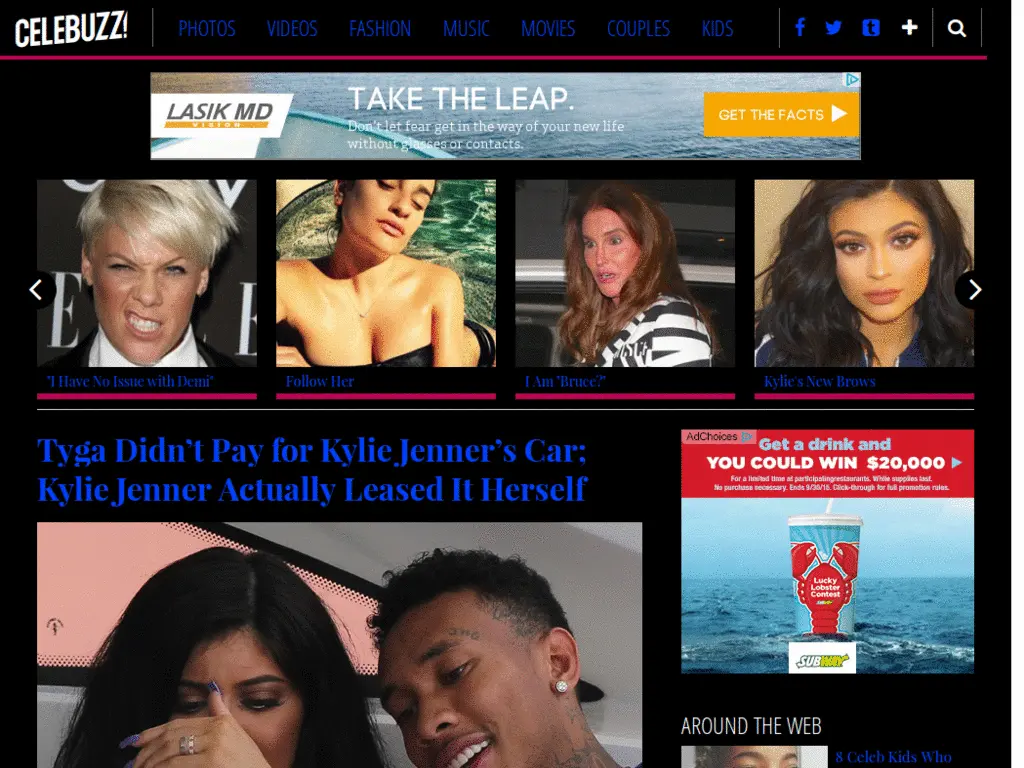 CELEBUZZ!
PHOTOS VIDEOS FASHION MUSIC MOVIES COUPLES KIDS
LASIK MD
VISION
TAKE THE LEAP.
Don't let fear get in the way of your new life
without glasses or contacts.
GET THE FACTS
E E
"I Have No Issue with Demi"
Follow Her
I Am "Bruce?"
Kylie's New Brows
Tyga Didn't Pay for Kylie Jenner's Car;
Kylie Jenner Actually Leased It Herself
AdChoices
Get a drink and
YOU COULD WIN $20,000
For a limited time at participating restaurants. While supplies last.
No purchase necessary. Ends 9/30/15. Click-through for full promotion rules.
Lucky
Lobster
Contest
SUBWAY
SUBWAY
AROUND THE WEB
8 Celeb Kids Who